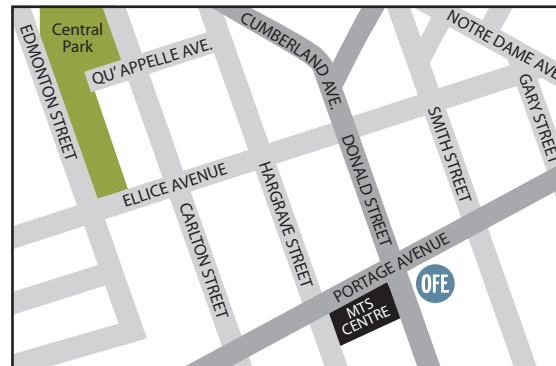 Central
Park
EDMONTON STREET
QU' APPELLE AVE.
CUMBERLAND AVE.
NOTRE DAME AVE
ELLICE AVENUE
CARLTON STREET
HARGRAVE STREET
DONALD STREET
SMITH STREET
GARY STREET
PORTAGE AVENUE
MTS
CENTRE
OFE